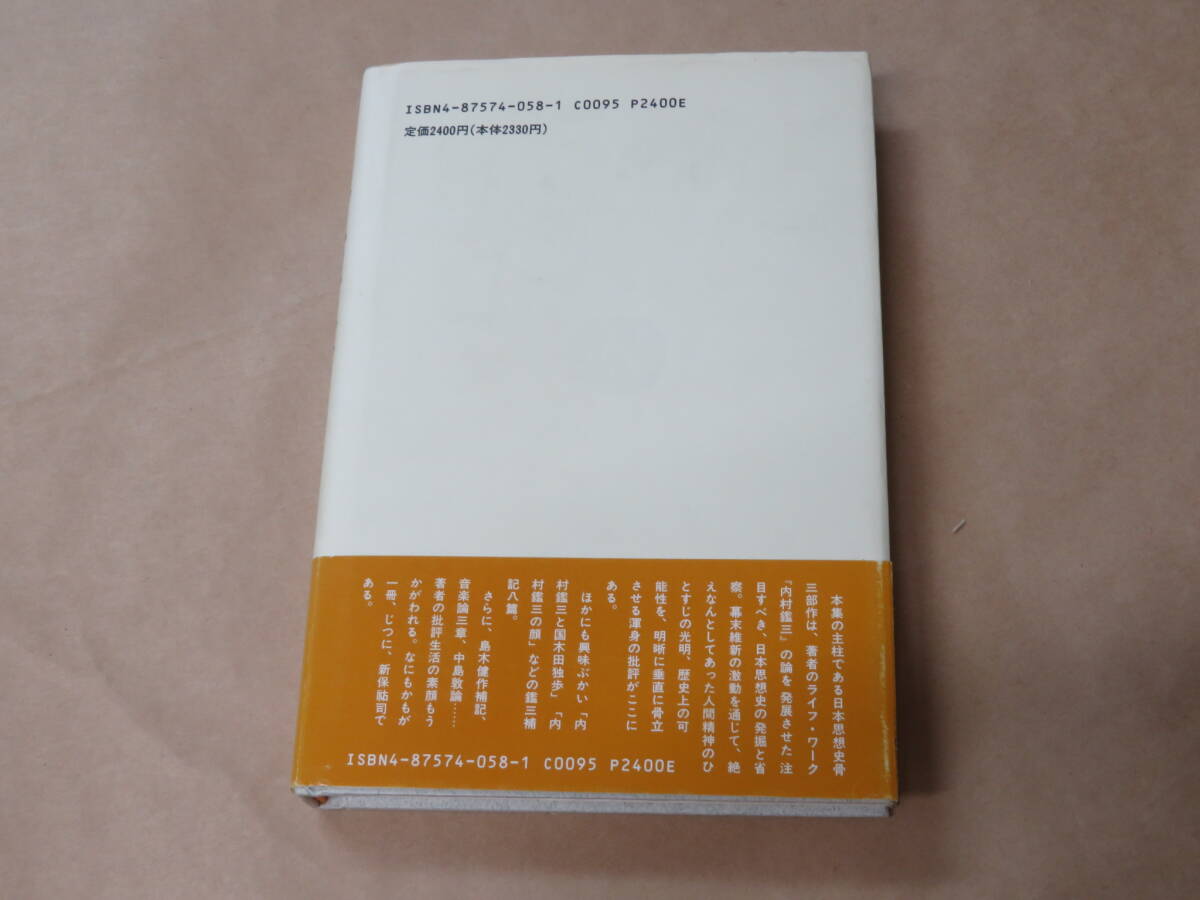 ISBN4-87574-058-1 C0095 P2400E
定価2400円(本体2330円)
本集の主柱である日本思想史骨
三部作は、著者のライフ・ワーク
『内村鑑三』の論を発展させた注
目すべき、日本思想史の発掘と省
察。幕末維新の激動を通じて、絶
えなんとしてあった人間精神のひ
とすじの光明、歴史上の可
能性を、明晰に垂直に骨立
させる渾身の批評がここに
ある。
ほかにも興味ぶかい「内
村鑑三と国木田独歩」「内
村鑑三の顔」などの鑑三補
記八篇。
さらに、島木健作補記、
音楽論三章、中島敦論……
著者の批評生活の素顔もう
かがわれる。なにもかもが
一冊、じつに、新保祐司で
ある。
ISBN4-87574-058-1 C0095 P2400E